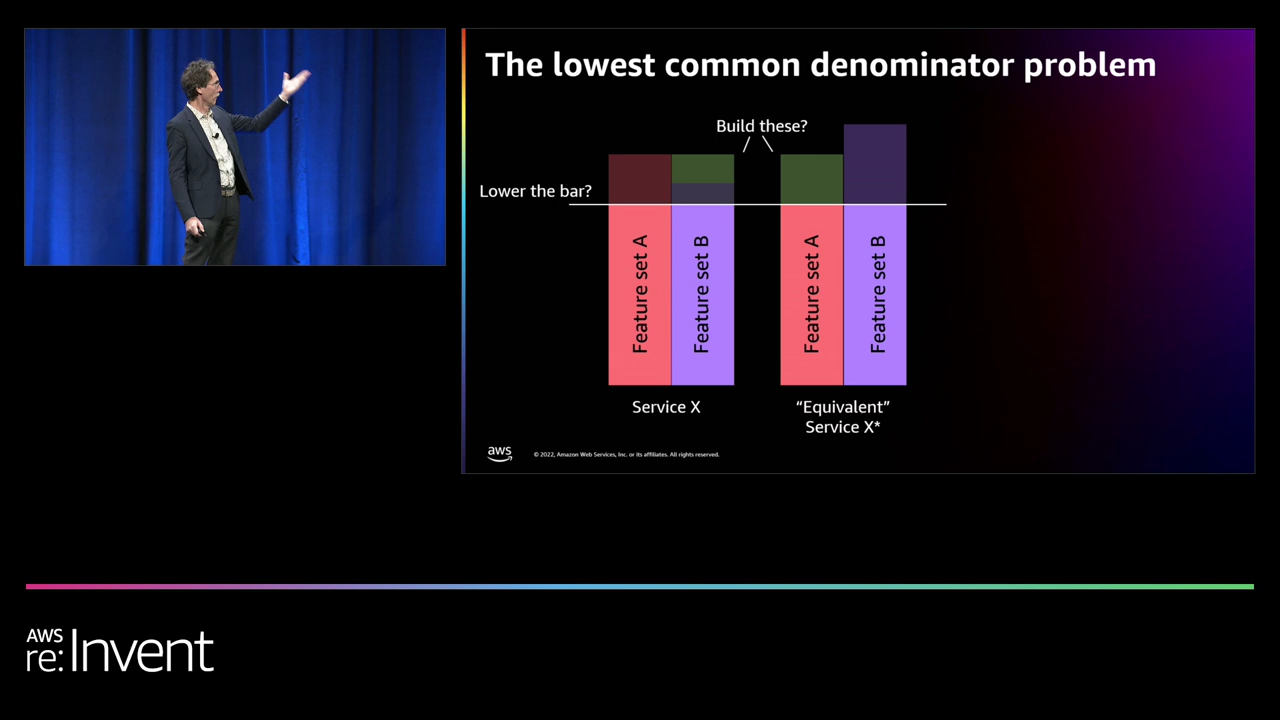 The lowest common denominator problem
Build these?
Lower the bar?
Feature set A
Feature set B
Feature set A
Feature set B
Service X
“Equivalent”
Service X*
aws
© 2022, Amazon Web Services, Inc. or its affiliates. All rights reserved.
AWS
re:Invent